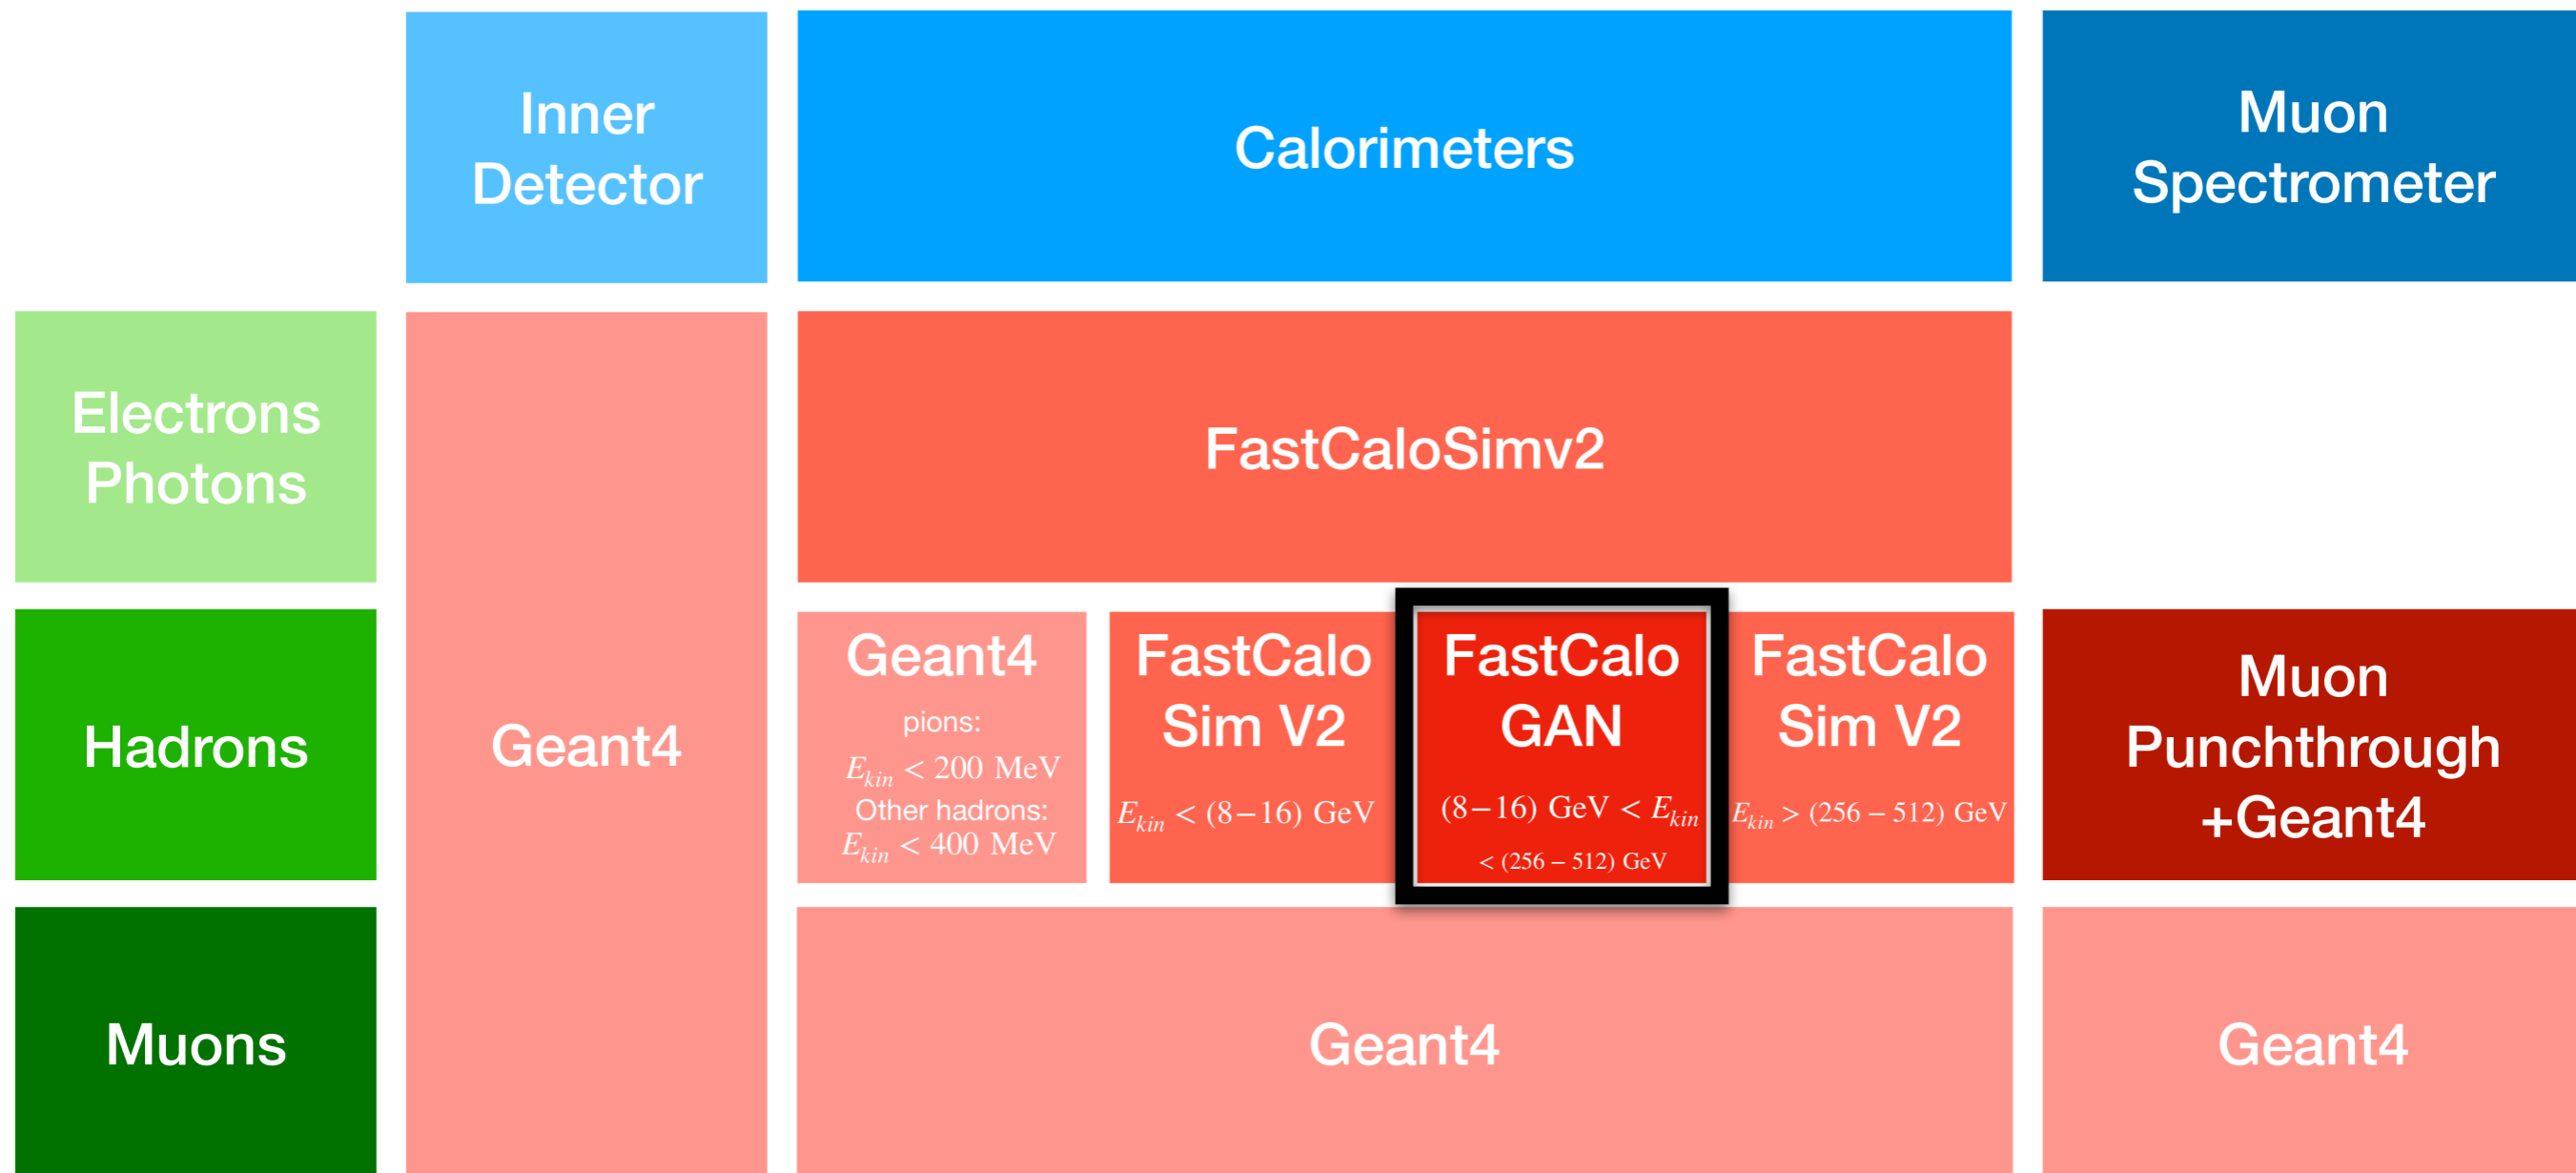 Inner
Detector
Calorimeters
Muon
Spectrometer
Electrons
Photons
Geant4
FastCaloSimv2
Hadrons
Geant4
pions:
E_kin < 200 MeV
Other hadrons:
E_kin < 400 MeV
FastCalo
Sim V2
E_kin < (8–16) GeV
FastCalo
GAN
(8–16) GeV < E_kin
< (256 – 512) GeV
FastCalo
Sim V2
E_kin > (256 – 512) GeV
Muon
Punchthrough
+Geant4
Muons
Geant4
Geant4